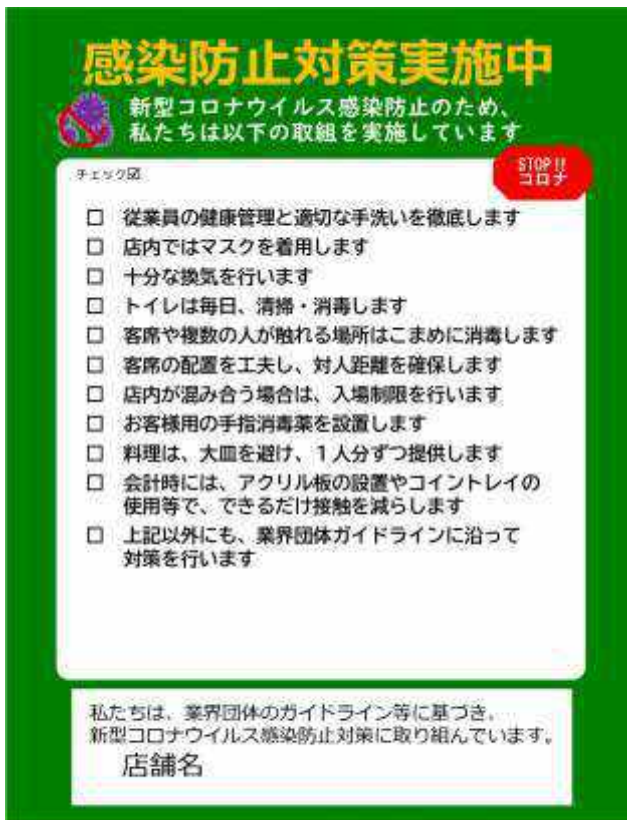 感染防止対策実施中
新型コロナウイルス感染防止のため、
私たちは以下の取組を実施しています
STOP!!
コロナ
チェック☑
□ 従業員の健康管理と適切な手洗いを徹底します
□ 店内ではマスクを着用します
□ 十分な換気を行います
□ トイレは毎日、清掃・消毒します
□ 客席や複数の人が触れる場所はこまめに消毒します
□ 客席の配置を工夫し、対人距離を確保します
□ 店内が混み合う場合は、入場制限を行います
□ お客様用の手指消毒薬を設置します
□ 料理は、大皿を避け、1人分ずつ提供します
□ 会計時には、アクリル板の設置やコイントレイの
使用等で、できるだけ接触を減らします
□ 上記以外にも、業界団体ガイドラインに沿って
対策を行います
私たちは、業界団体のガイドライン等に基づき、
新型コロナウイルス感染防止対策に取り組んでいます。
店舗名